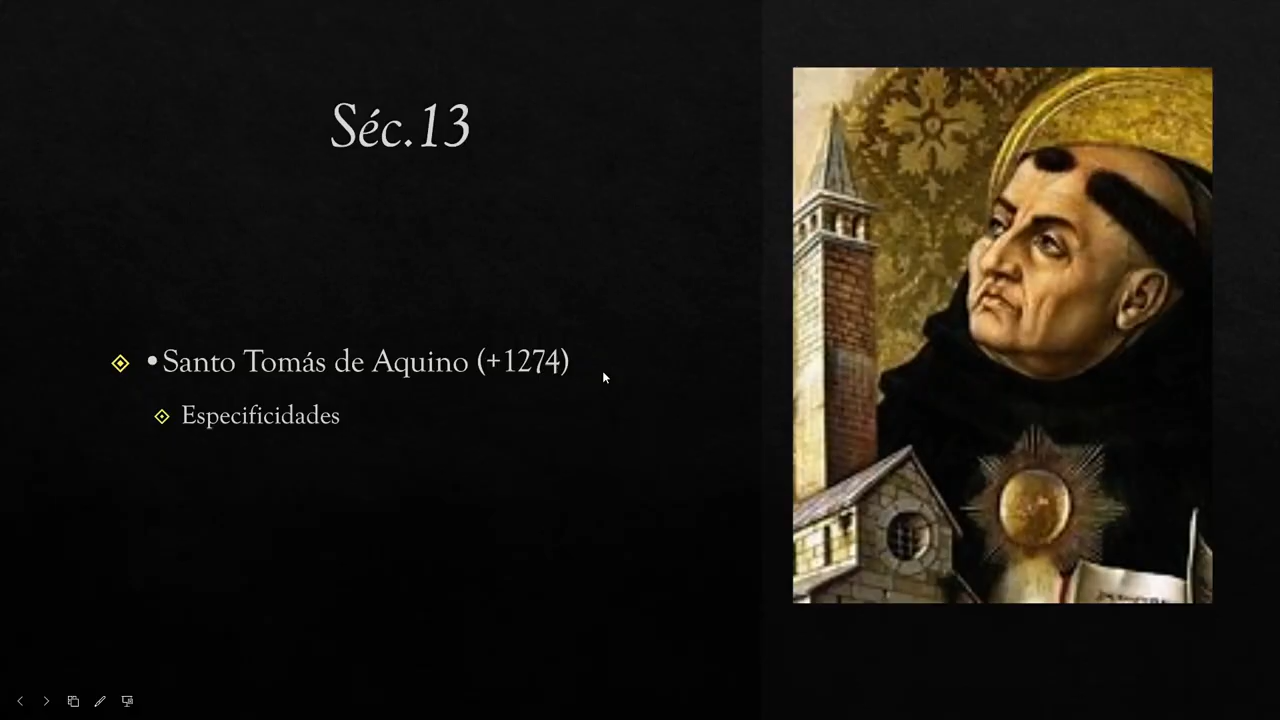 Séc.13
•Santo Tomás de Aquino (+1274)
Especificidades